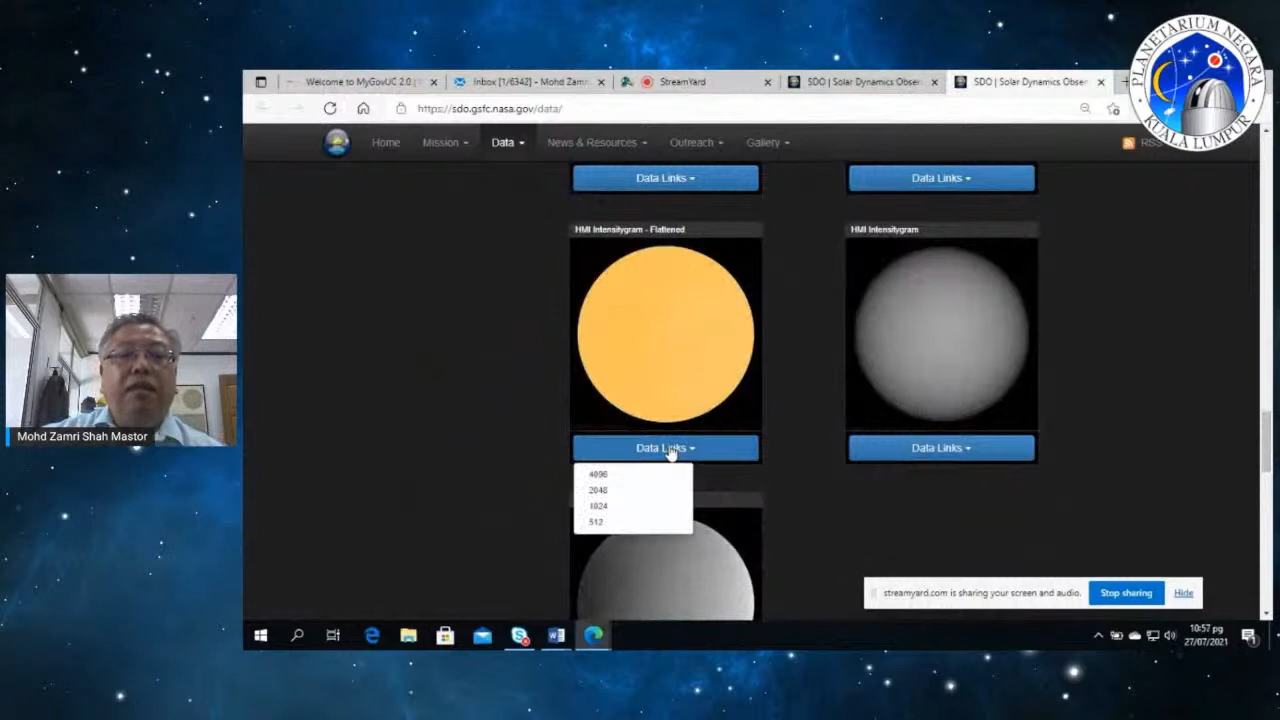 PLANETARIUM NEGARA
KUALA LUMPUR
Welcome to MyGovUC 2.0
Inbox [1/6342] - Mohd Zamr
StreamYard
SDO | Solar Dynamics Obser
SDO | Solar Dynamics Obser
https://sdo.gsfc.nasa.gov/data/
Home
Mission
Data
News & Resources
Outreach
Gallery
RSS
Data Links
Data Links
HMI Intensitygram - Flattened
HMI Intensitygram
Data Links
Data Links
4096
2048
1024
512
Mohd Zamri Shah Mastor
streamyard.com is sharing your screen and audio.
Stop sharing
Hide
10:57 pg
27/07/2021